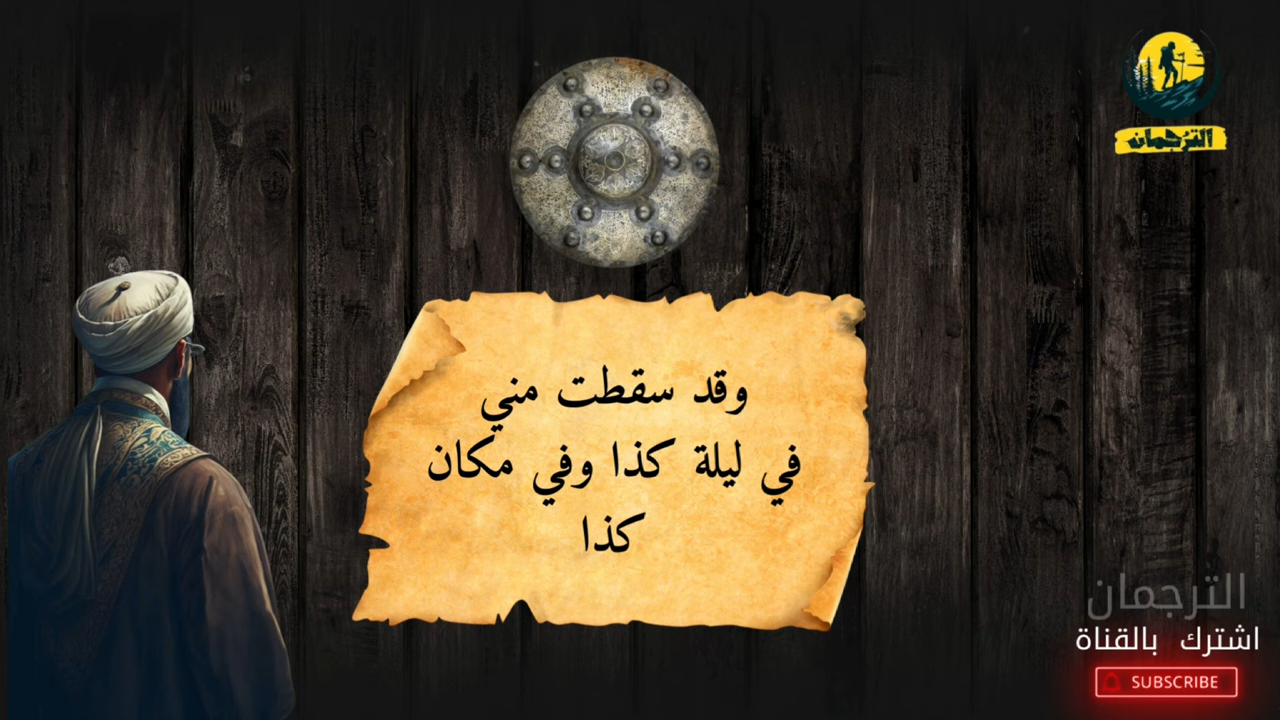 الترجمان
وقد سقطت مني
في ليلة كذا وفي مكان
كذا
الترجمان
اشترك بالقناة
SUBSCRIBE